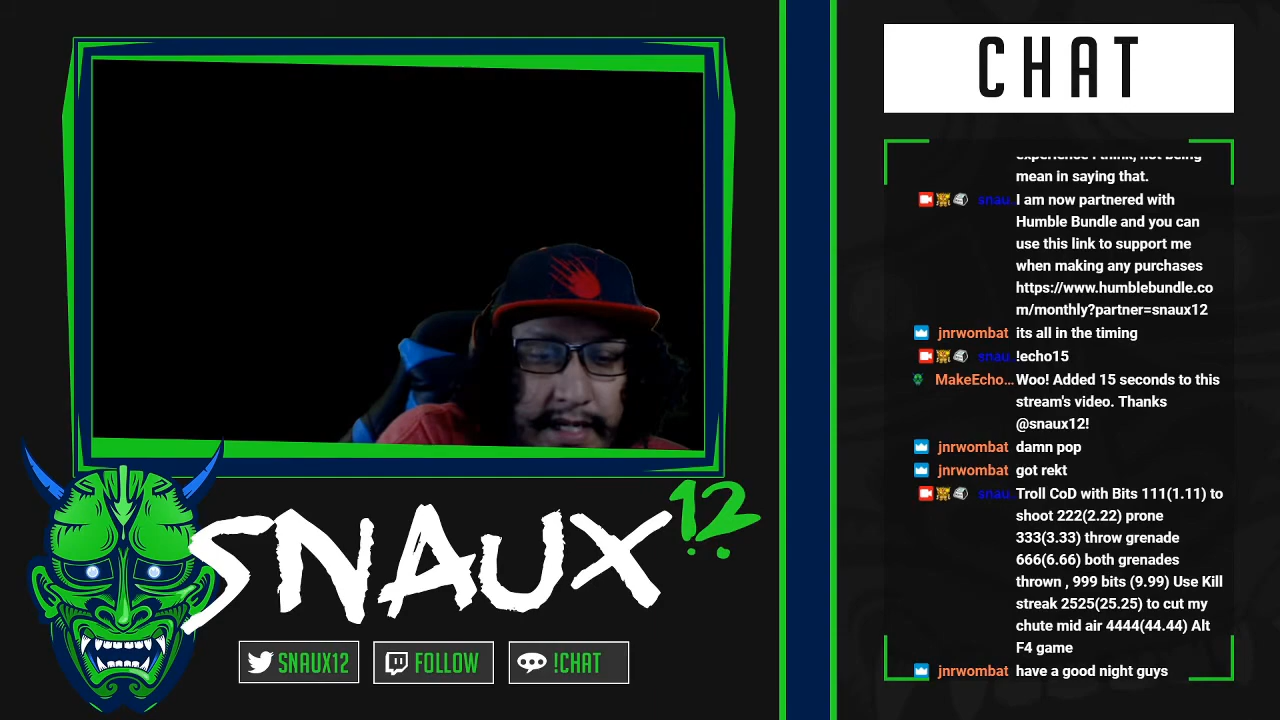 CHAT
mean in saying that.
snau. I am now partnered with
Humble Bundle and you can
use this link to support me
when making any purchases
https://www.humblebundle.co
m/monthly?partner=snaux12
jnrwombat its all in the timing
snau. !echo15
MakeEcho... Woo! Added 15 seconds to this
stream's video. Thanks
@snaux12!
jnrwombat damn pop
jnrwombat got rekt
snau. Troll CoD with Bits 111(1.11) to
shoot 222(2.22) prone
333(3.33) throw grenade
666(6.66) both grenades
thrown , 999 bits (9.99) Use Kill
streak 2525(25.25) to cut my
chute mid air 4444(44.44) Alt
F4 game
jnrwombat have a good night guys
SNAUX12
SNAUX12
FOLLOW
!CHAT